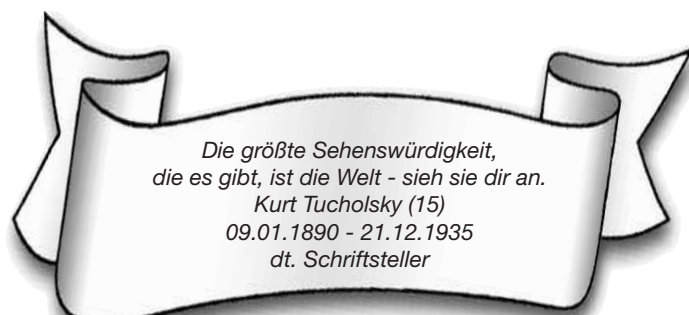 Die größte Sehenswürdigkeit,
die es gibt, ist die Welt - sieh sie dir an.
Kurt Tucholsky (15)
09.01.1890 - 21.12.1935
dt. Schriftsteller